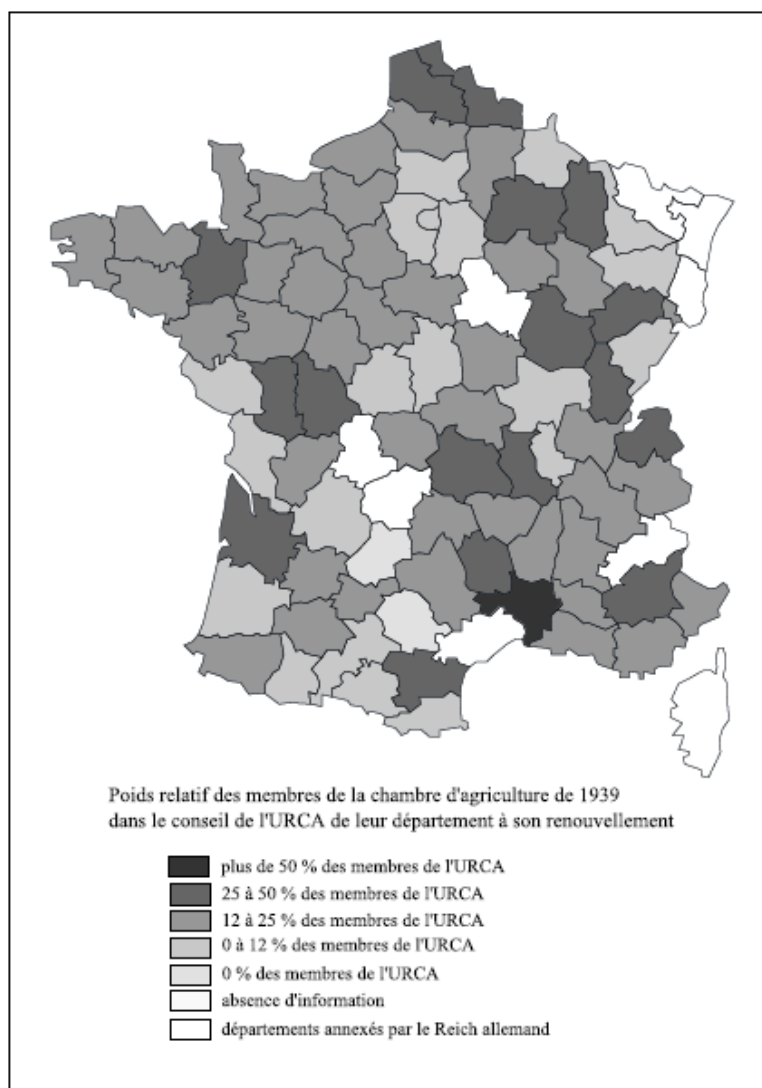 Poids relatif des membres de la chambre d'agriculture de 1939
dans le conseil de l'URCA de leur département à son renouvellement
plus de 50 % des membres de l'URCA
25 à 50 % des membres de l'URCA
12 à 25 % des membres de l'URCA
0 à 12 % des membres de l'URCA
0 % des membres de l'URCA
absence d'information
départements annexés par le Reich allemand